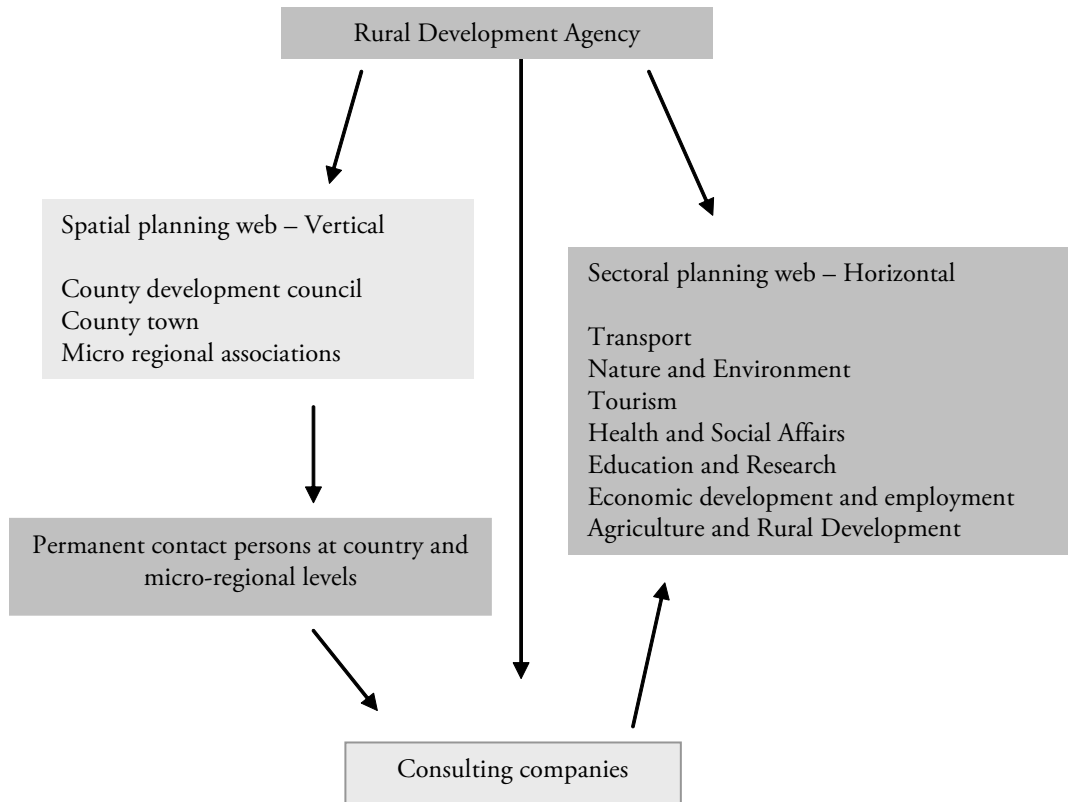 Rural Development Agency
Spatial planning web – Vertical
County development council
County town
Micro regional associations
Sectoral planning web – Horizontal
Transport
Nature and Environment
Tourism
Health and Social Affairs
Education and Research
Economic development and employment
Agriculture and Rural Development
Permanent contact persons at country and
micro-regional levels
Consulting companies